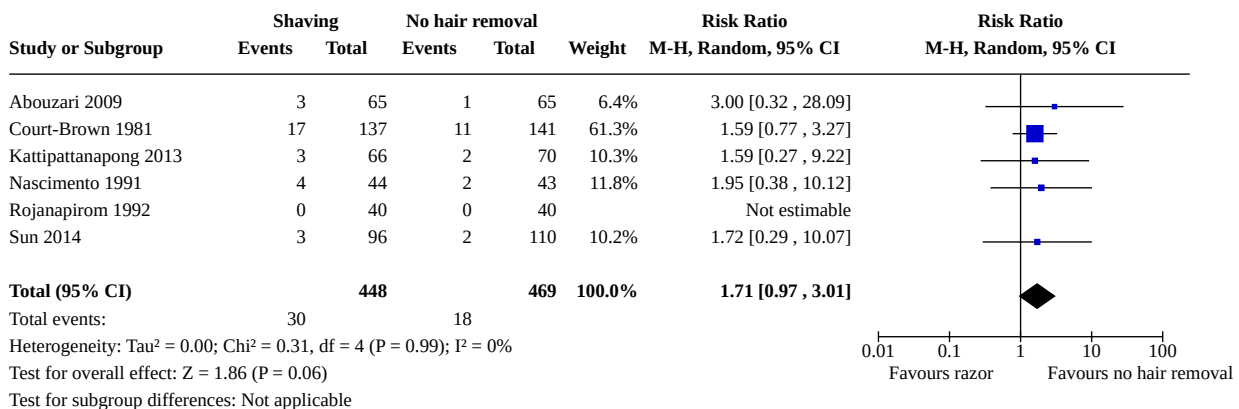 Shaving No hair removal Risk Ratio Risk Ratio
Study or Subgroup Events Total Events Total Weight M-H, Random, 95% CI M-H, Random, 95% CI
Abouzari 2009 3 65 1 65 6.4% 3.00 [0.32 , 28.09]
Court-Brown 1981 17 137 11 141 61.3% 1.59 [0.77 , 3.27]
Kattipattanapong 2013 3 66 2 70 10.3% 1.59 [0.27 , 9.22]
Nascimento 1991 4 44 2 43 11.8% 1.95 [0.38 , 10.12]
Rojanapirom 1992 0 40 0 40 Not estimable
Sun 2014 3 96 2 110 10.2% 1.72 [0.29 , 10.07]
Total (95% CI) 448 469 100.0% 1.71 [0.97 , 3.01]
Total events: 30 18
Heterogeneity: Tau² = 0.00; Chi² = 0.31, df = 4 (P = 0.99); I² = 0%
Test for overall effect: Z = 1.86 (P = 0.06)
Test for subgroup differences: Not applicable
0.01 0.1 1 10 100
Favours razor Favours no hair removal